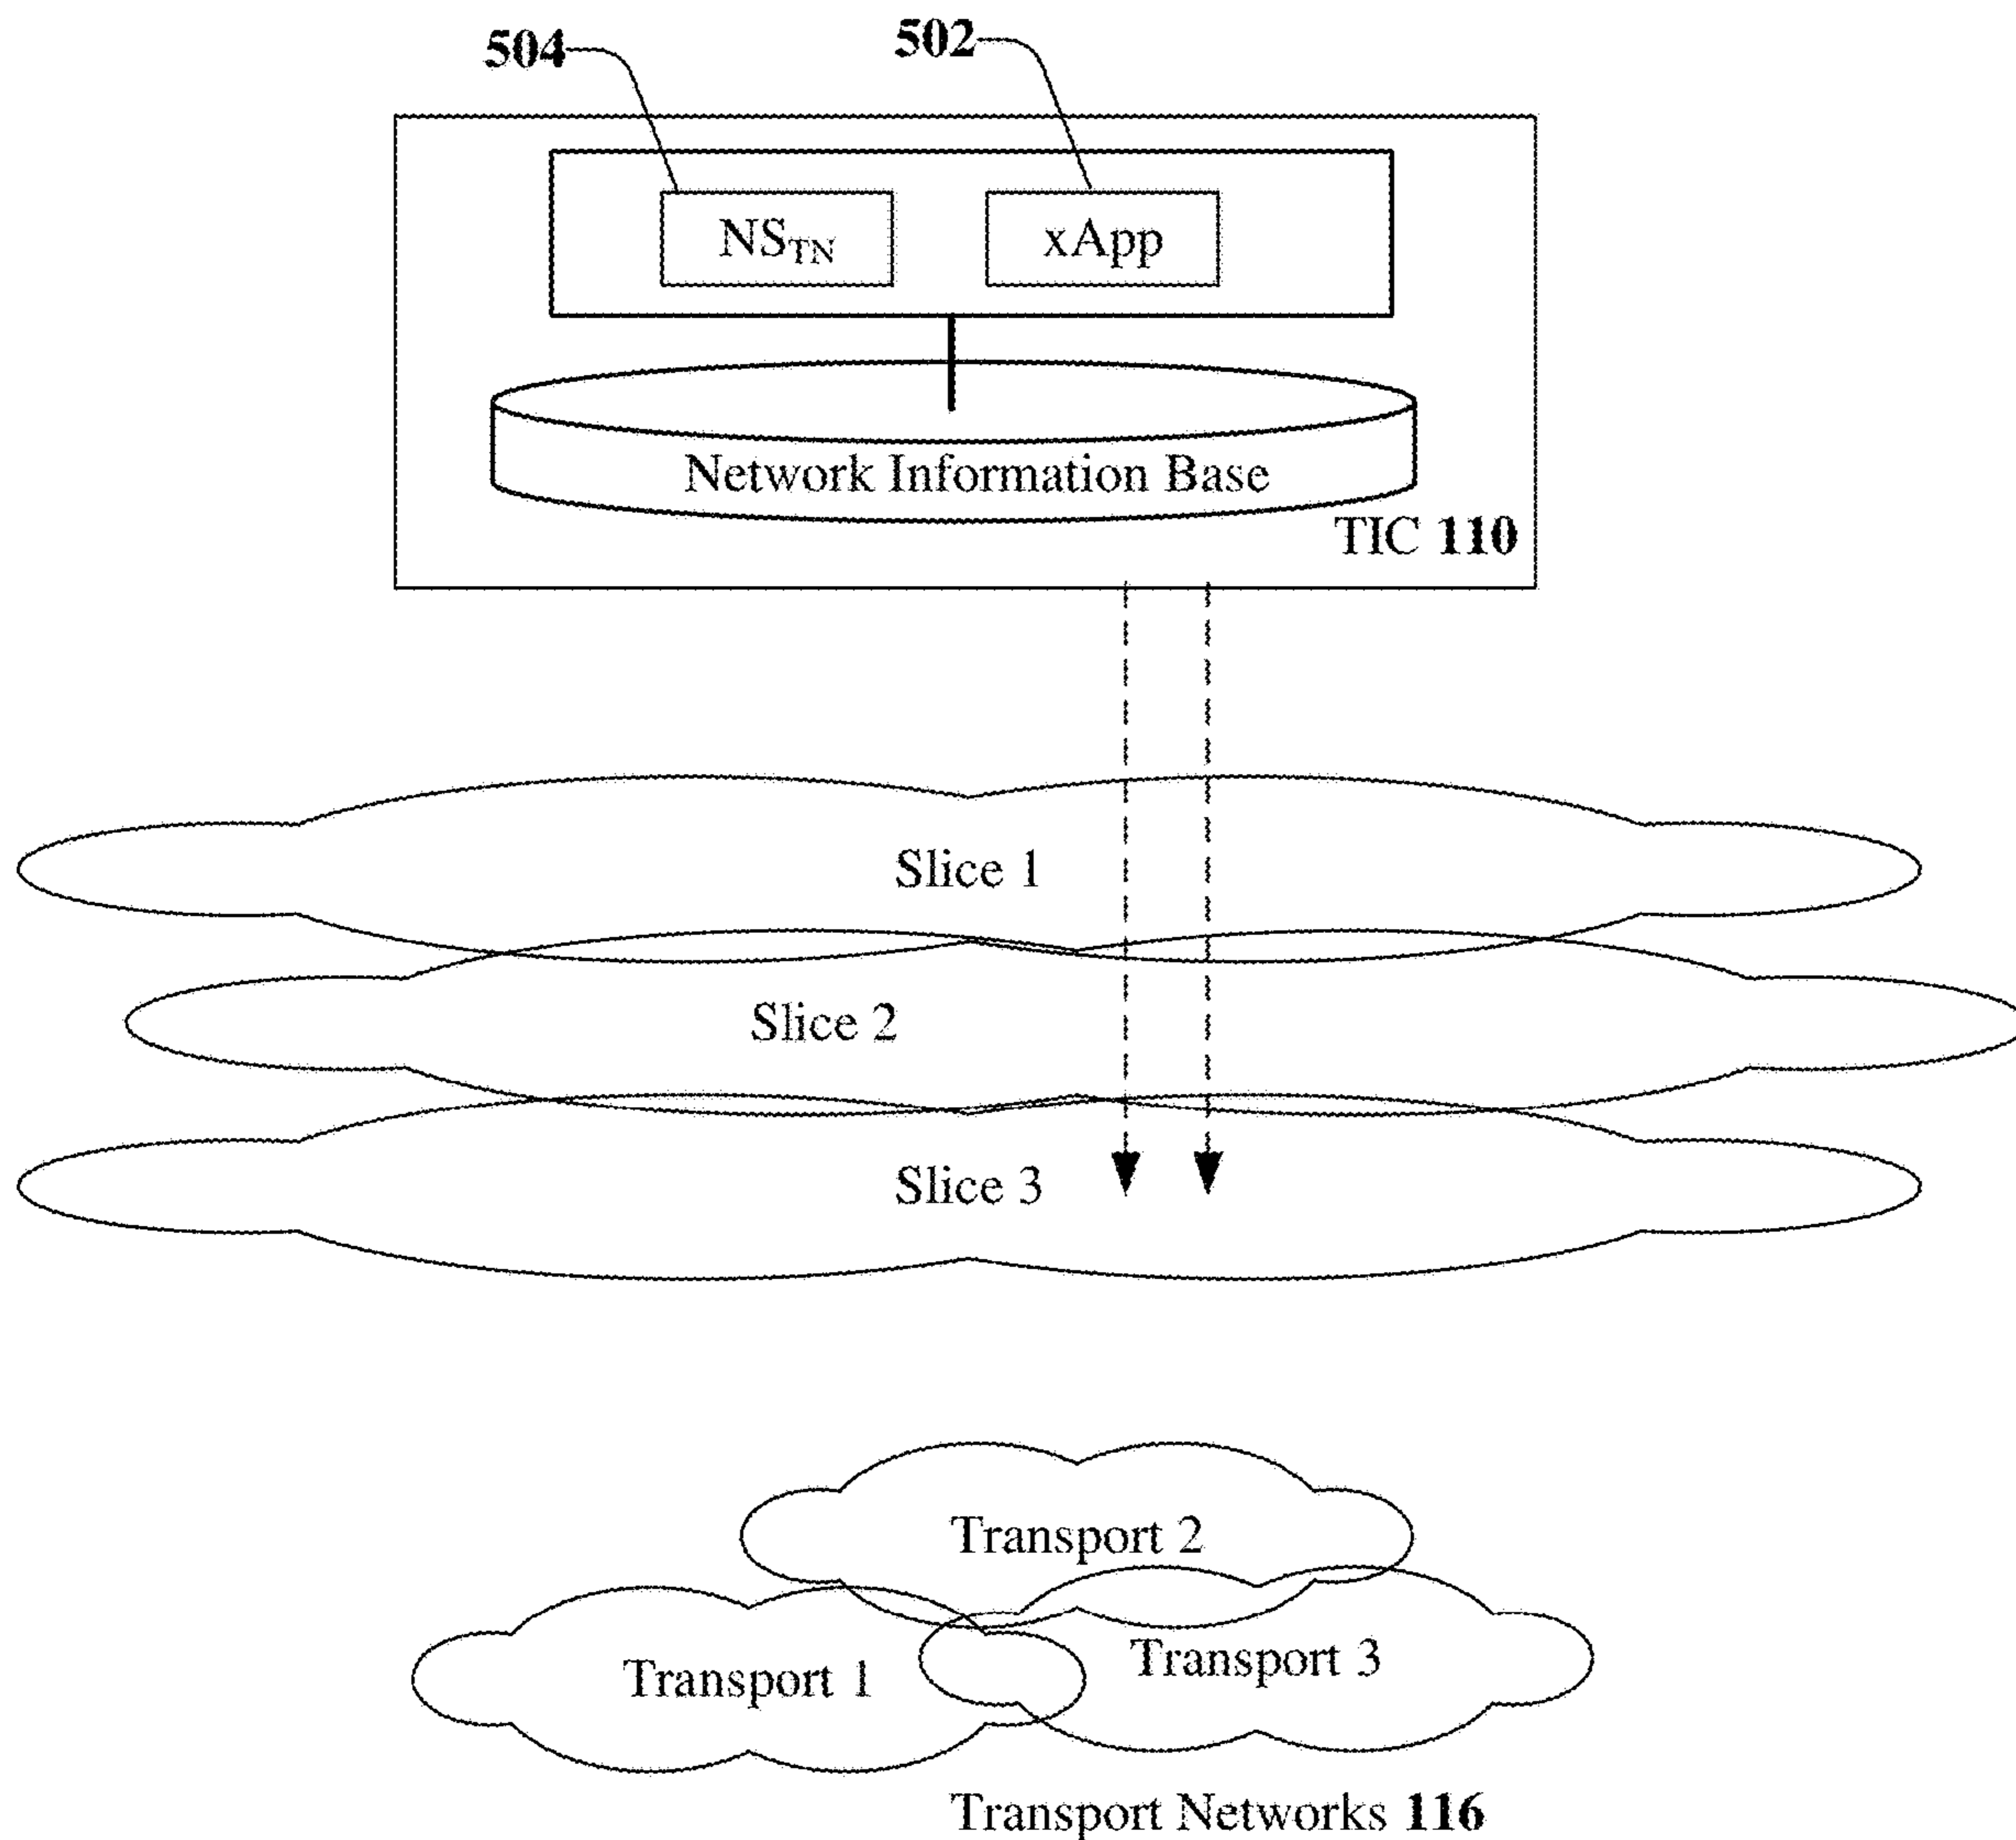 504 502
NSTN xApp
Network Information Base
TIC 110
Slice 1
Slice 2
Slice 3
Transport 2
Transport 3
Transport 1
Transport Networks 116